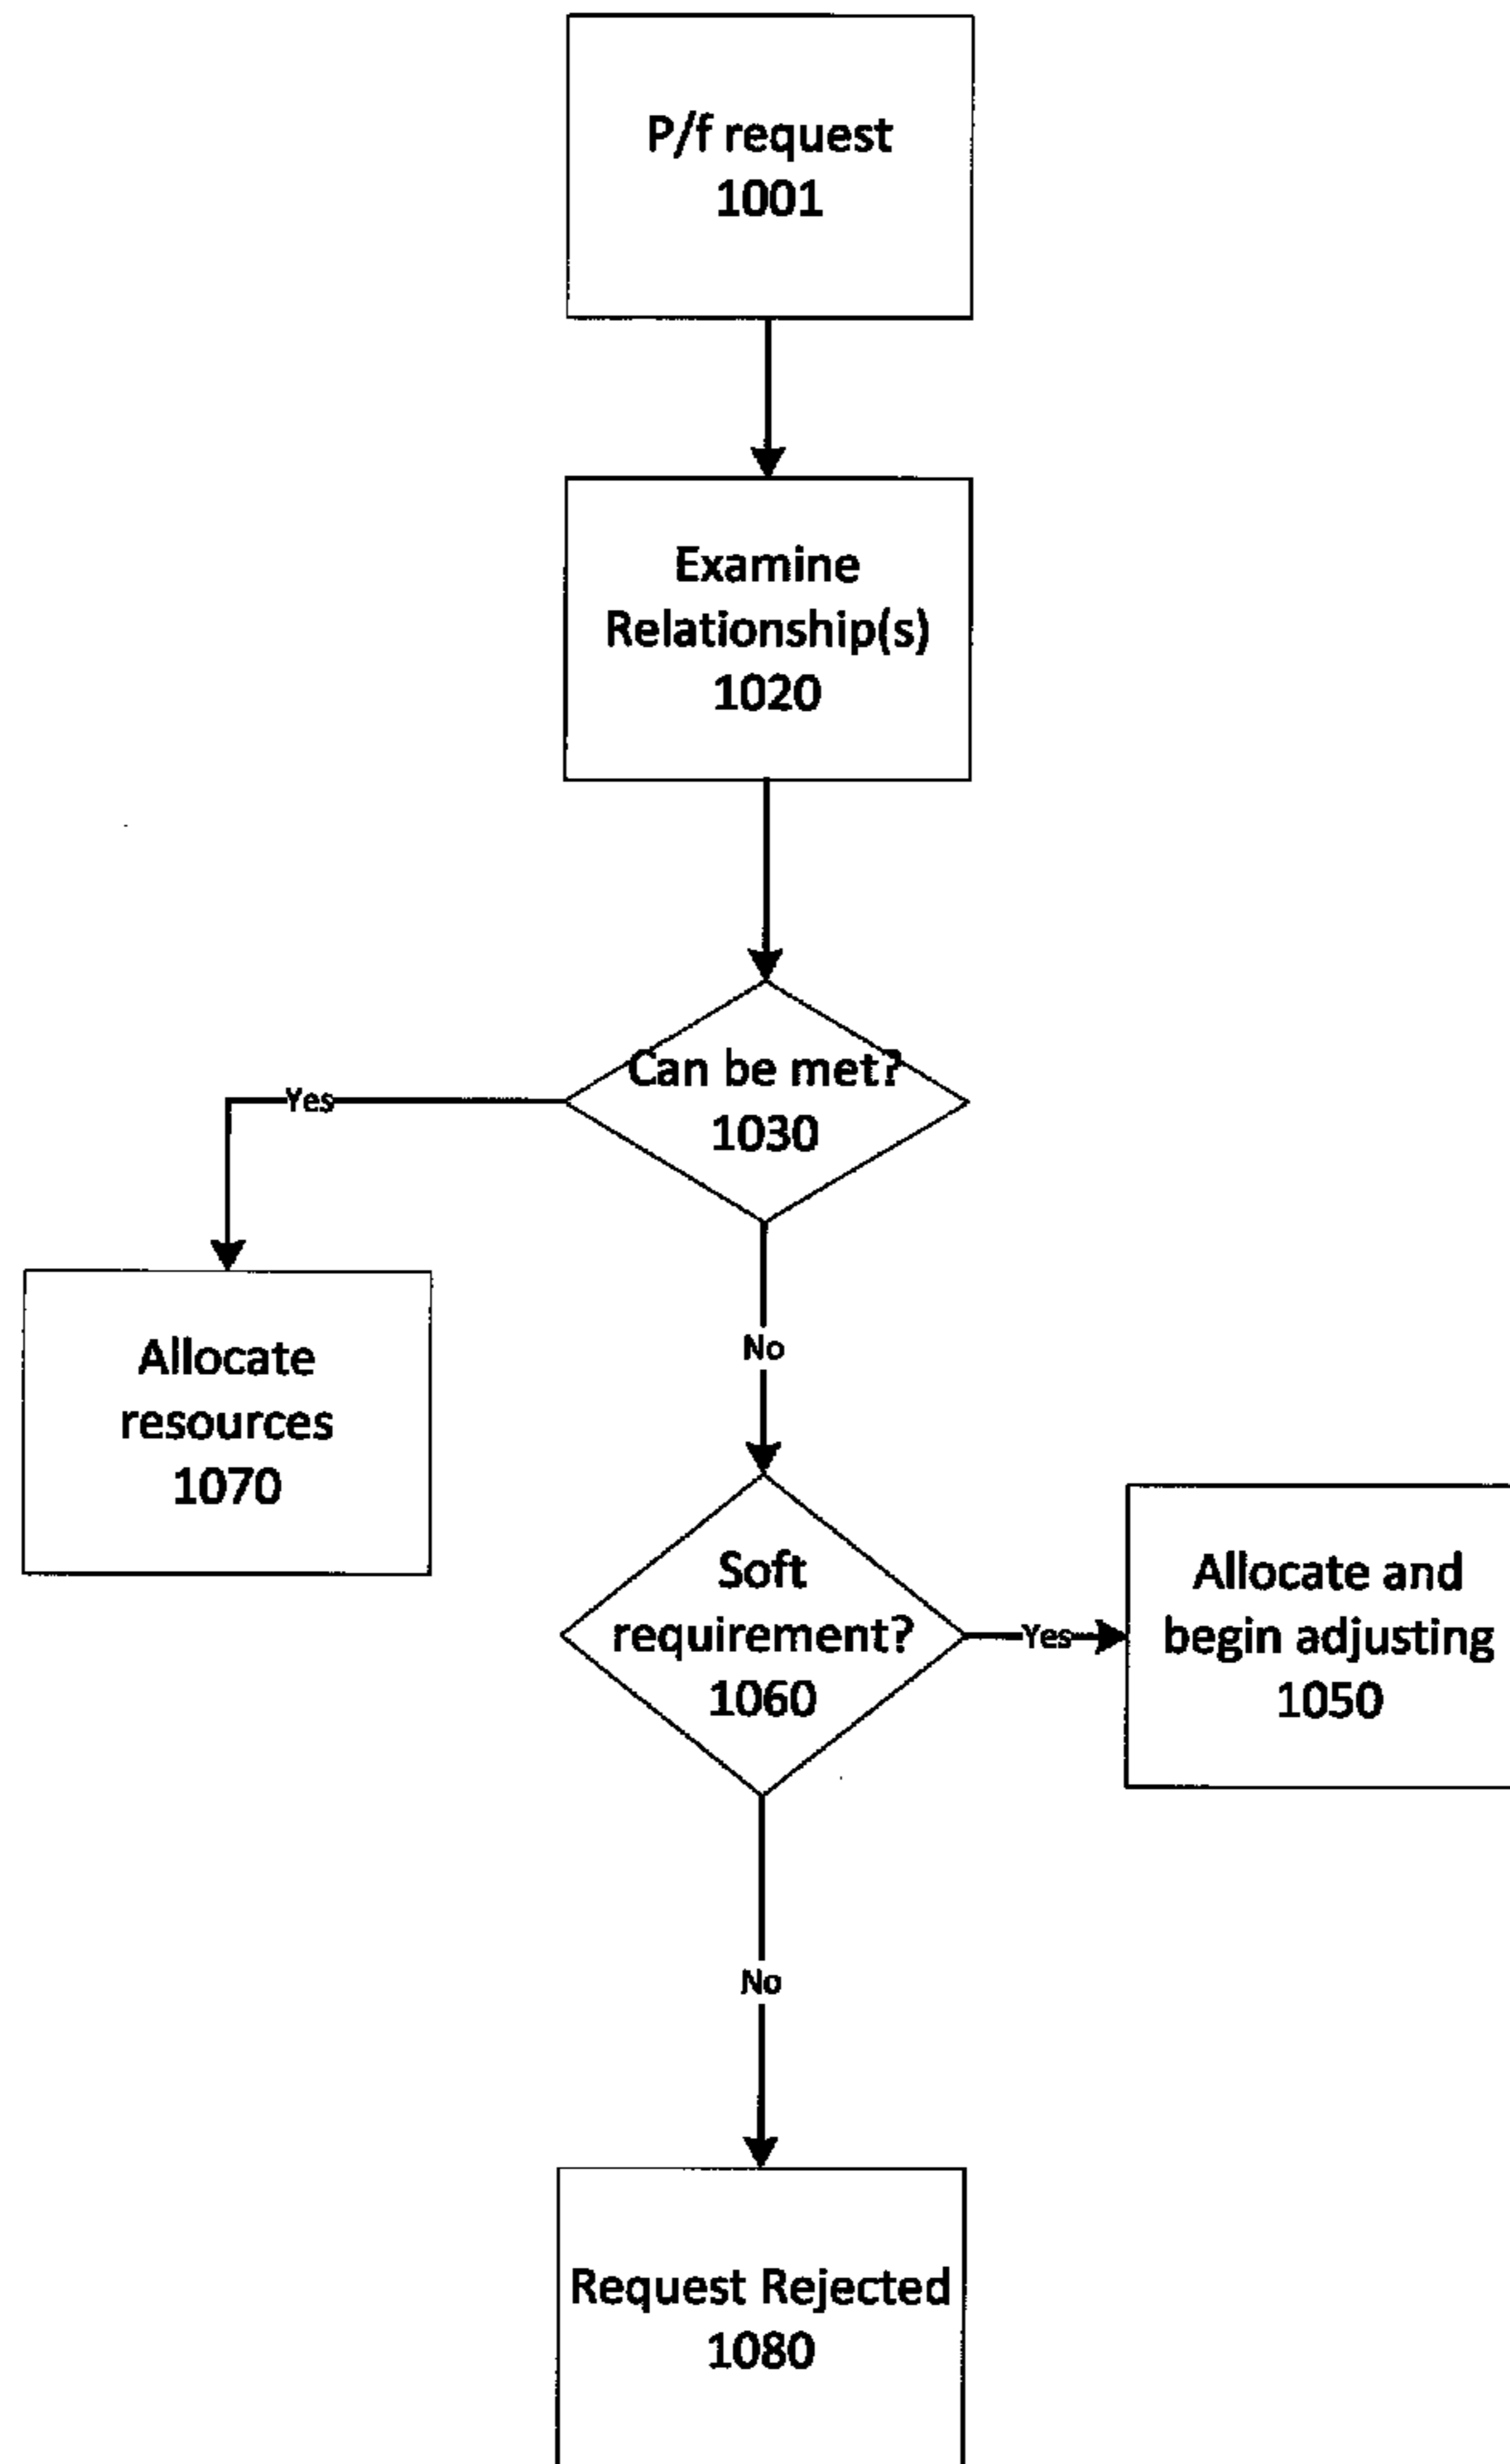 P/f request
1001
Examine
Relationship(s)
1020
Can be met?
1030
Yes
Allocate
resources
1070
No
Soft
requirement?
1060
Yes
Allocate and
begin adjusting
1050
No
Request Rejected
1080